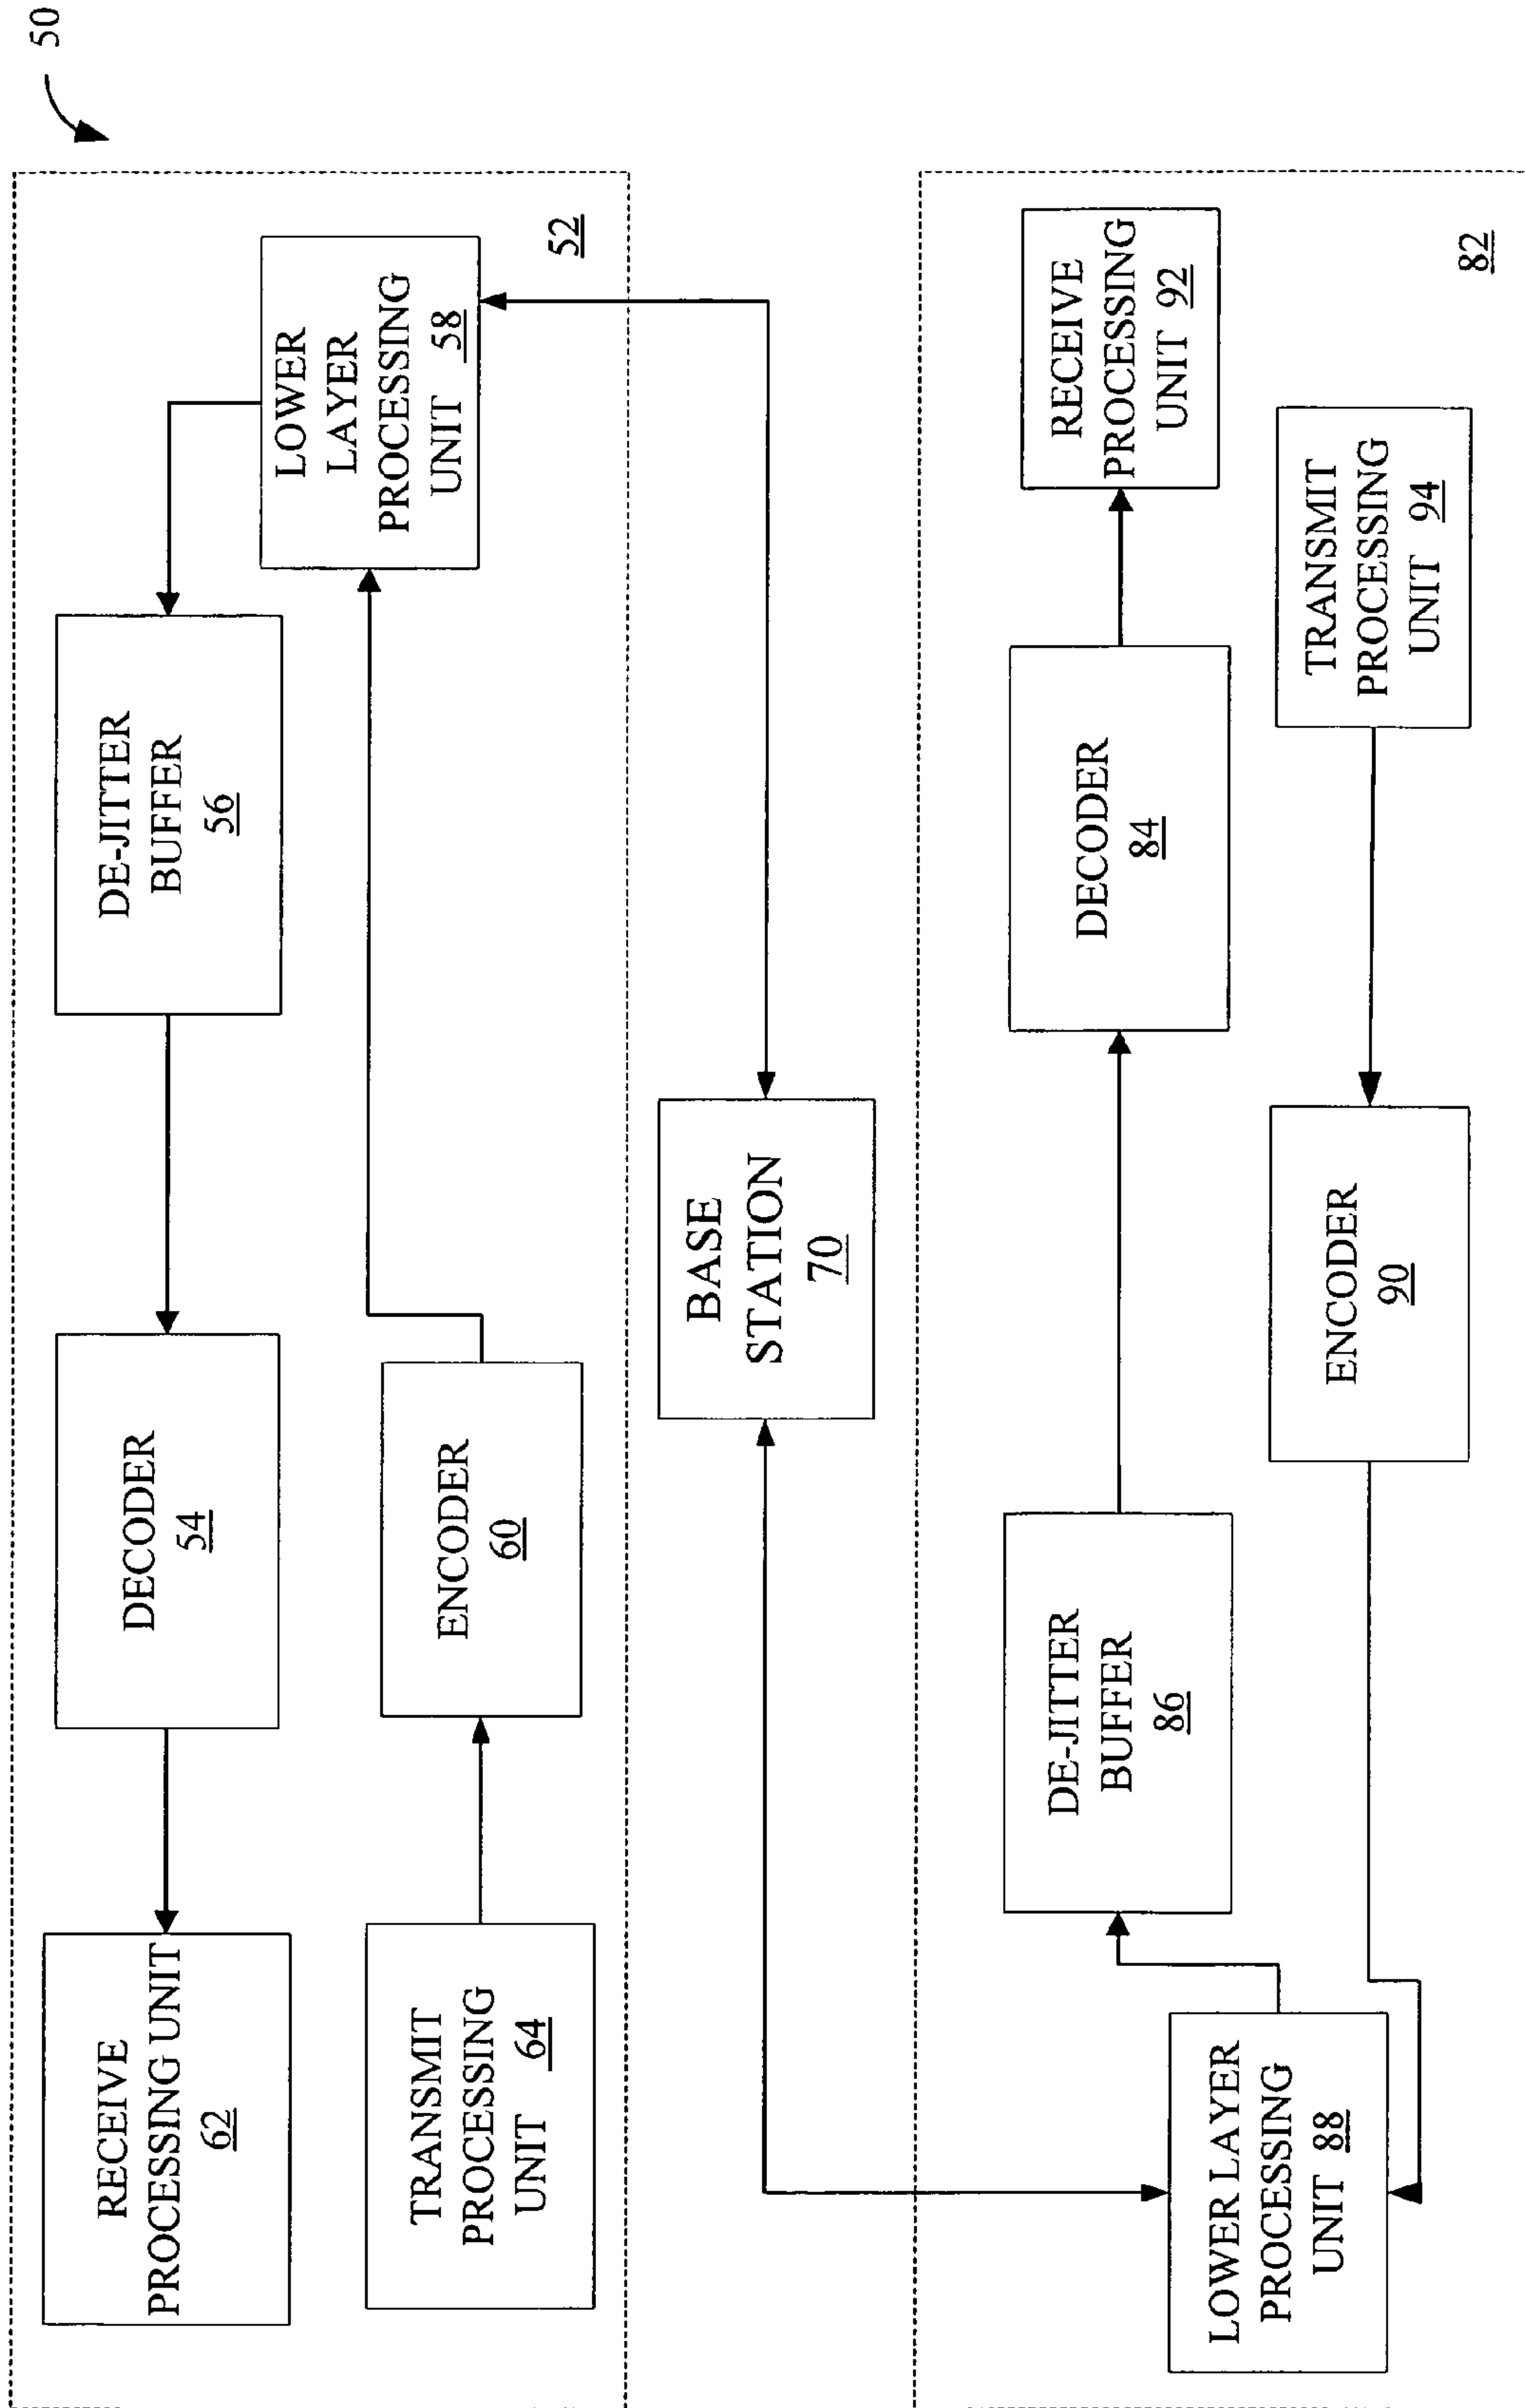 50
RECEIVE
PROCESSING UNIT
62
DECODER
54
DE-JITTER
BUFFER
56
LOWER
LAYER
PROCESSING
UNIT 58
TRANSMIT
PROCESSING
UNIT 64
ENCODER
60
52
BASE
STATION
70
DE-JITTER
BUFFER
86
DECODER
84
RECEIVE
PROCESSING
UNIT 92
LOWER LAYER
PROCESSING
UNIT 88
ENCODER
90
TRANSMIT
PROCESSING
UNIT 94
82